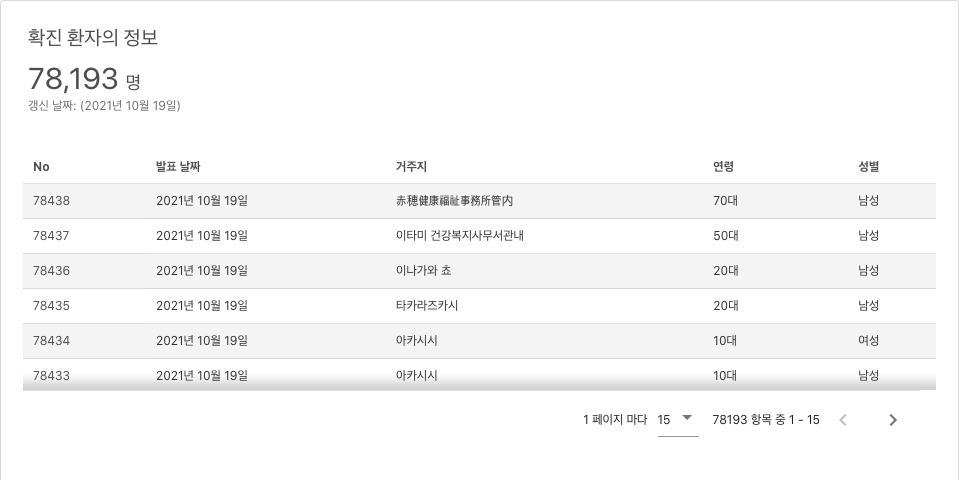 확진 환자의 정보
78,193 명
갱신 날짜: (2021년 10월 19일)
No 발표 날짜 거주지 연령 성별
78438 2021년 10월 19일 赤穂健康福祉事務所管内 70대 남성
78437 2021년 10월 19일 이타미 건강복지사무서관내 50대 남성
78436 2021년 10월 19일 이나가와 쵸 20대 남성
78435 2021년 10월 19일 타카라즈카시 20대 남성
78434 2021년 10월 19일 아카시시 10대 여성
78433 2021년 10월 19일 아카시시 10대 남성
1 페이지 마다 15 78193 항목 중 1 - 15